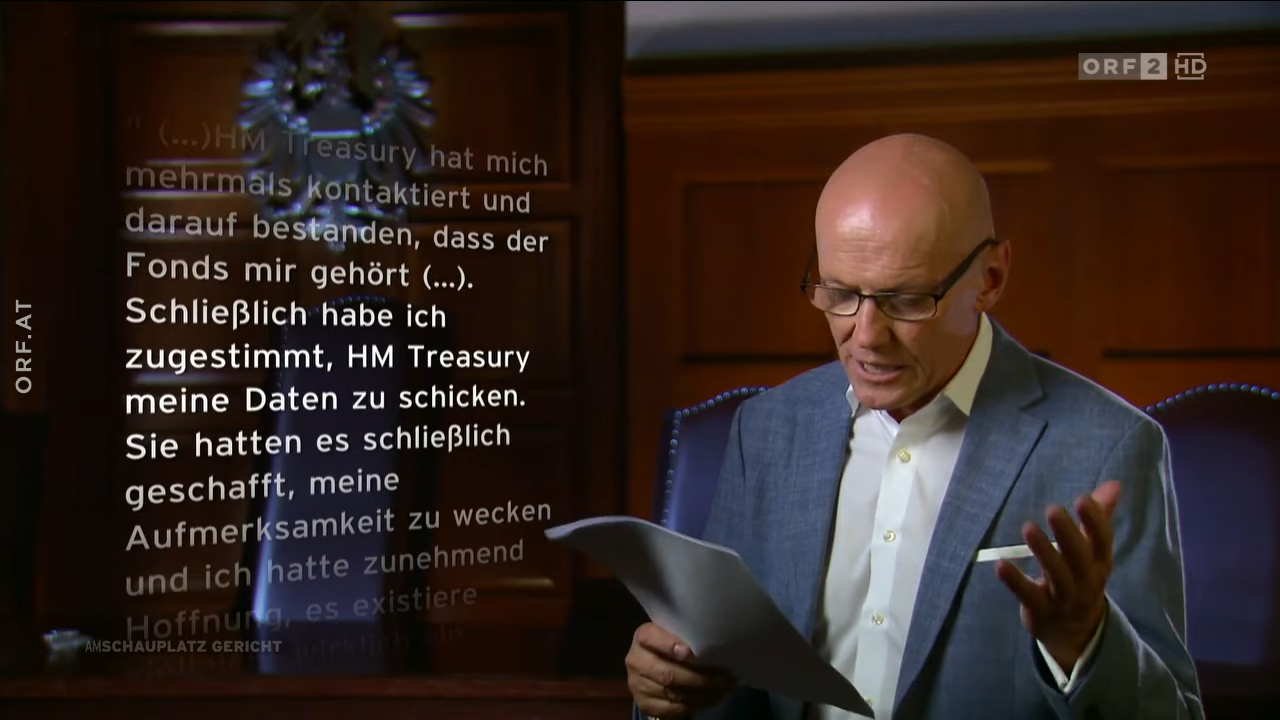 ORF 2 HD
" (...)HM Treasury hat mich
mehrmals kontaktiert und
darauf bestanden, dass der
Fonds mir gehört (...).
Schließlich habe ich
zugestimmt, HM Treasury
meine Daten zu schicken.
Sie hatten es schließlich
geschafft, meine
Aufmerksamkeit zu wecken
und ich hatte zunehmend
Hoffnung, es existiere
AMSCHAUPLATZ GERICHT
ORF.AT